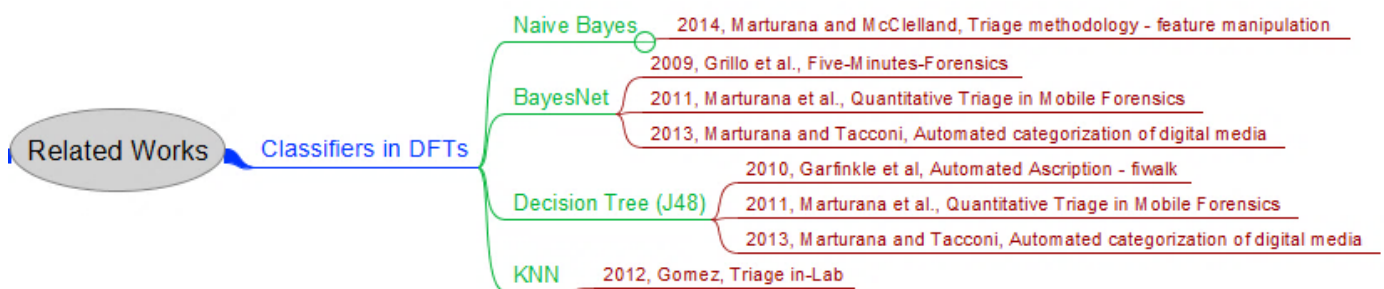 Related Works
Classifiers in DFTs
Naive Bayes
2014, Marturana and McClelland, Triage methodology - feature manipulation
BayesNet
2009, Grillo et al., Five-Minutes-Forensics
2011, Marturana et al., Quantitative Triage in Mobile Forensics
2013, Marturana and Tacconi, Automated categorization of digital media
Decision Tree (J48)
2010, Garfinkle et al, Automated Ascription - fiwalk
2011, Marturana et al., Quantitative Triage in Mobile Forensics
2013, Marturana and Tacconi, Automated categorization of digital media
KNN
2012, Gomez, Triage in-Lab